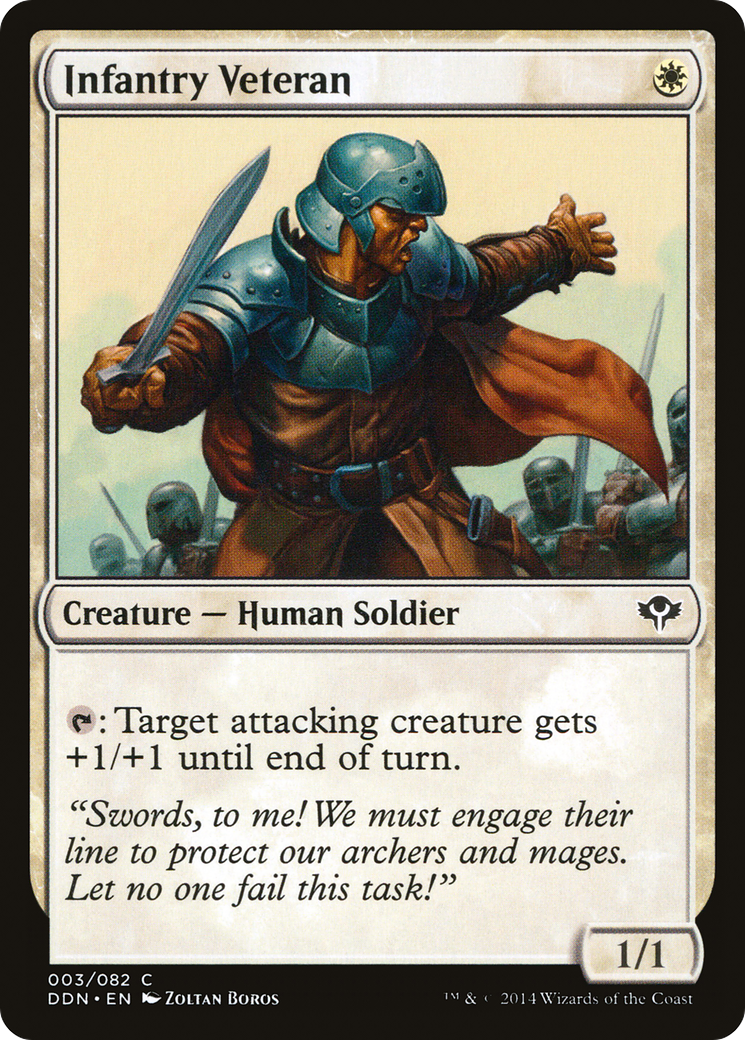 Infantry Veteran
Creature — Human Soldier
: Target attacking creature gets
+1/+1 until end of turn.
“Swords, to me! We must engage their
line to protect our archers and mages.
Let no one fail this task!”
1/1
003/082 C
DDN • EN Zoltan Boros
™ & © 2014 Wizards of the Coast